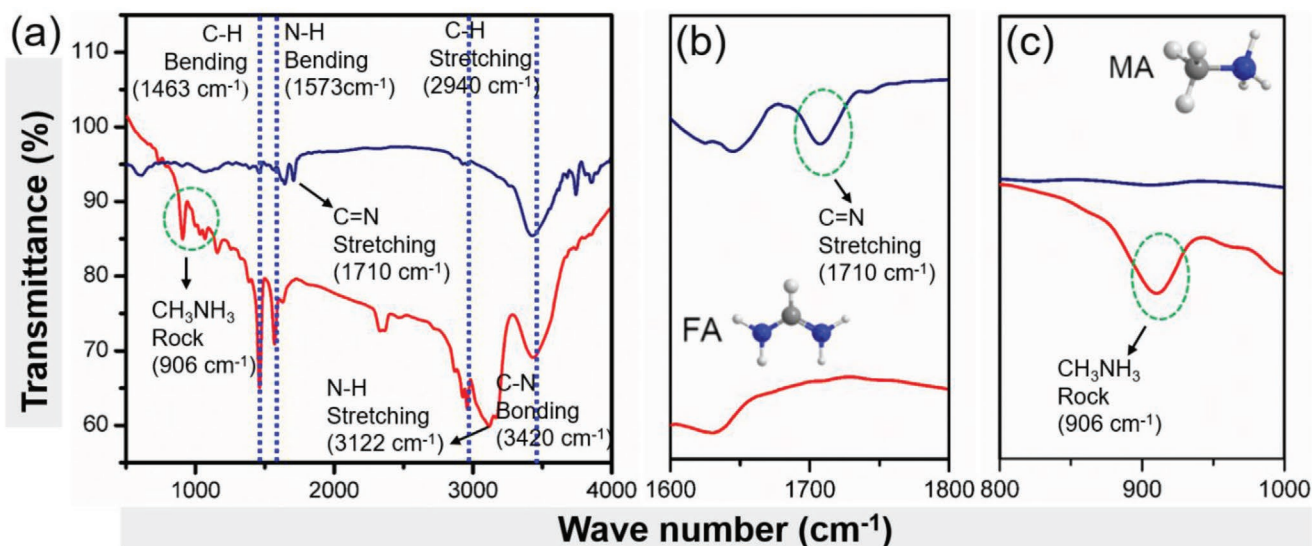 (a)
Transmittance (%)
110
100
90
80
70
60
C-H
Bending
(1463 cm⁻¹)
N-H
Bending
(1573cm⁻¹)
C-H
Stretching
(2940 cm⁻¹)
C=N
Stretching
(1710 cm⁻¹)
CH₃NH₃
Rock
(906 cm⁻¹)
N-H
Stretching
(3122 cm⁻¹)
C-N
Bonding
(3420 cm⁻¹)
1000
2000
3000
4000
(b)
C=N
Stretching
(1710 cm⁻¹)
FA
1600
1700
1800
(c)
MA
CH₃NH₃
Rock
(906 cm⁻¹)
800
900
1000
Wave number (cm⁻¹)